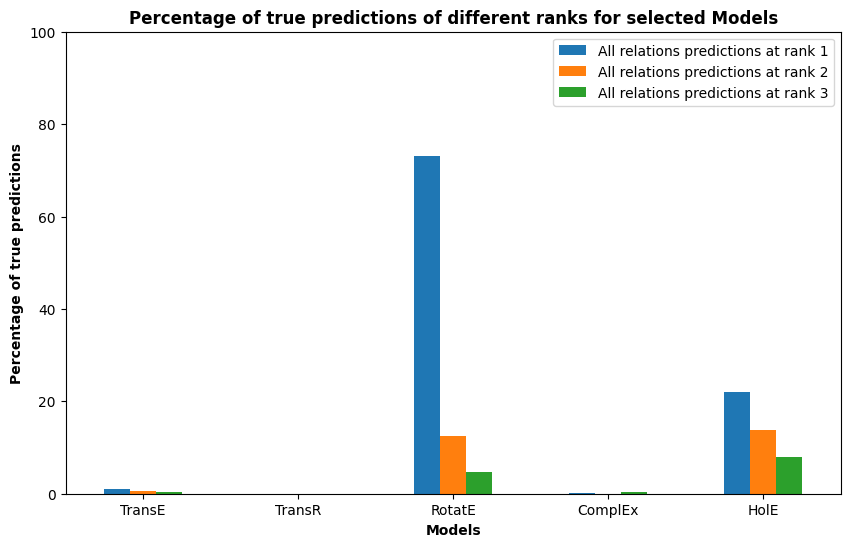 Percentage of true predictions of different ranks for selected Models
All relations predictions at rank 1
All relations predictions at rank 2
All relations predictions at rank 3
Percentage of true predictions
100
80
60
40
20
0
TransE TransR RotatE ComplEx HolE
Models